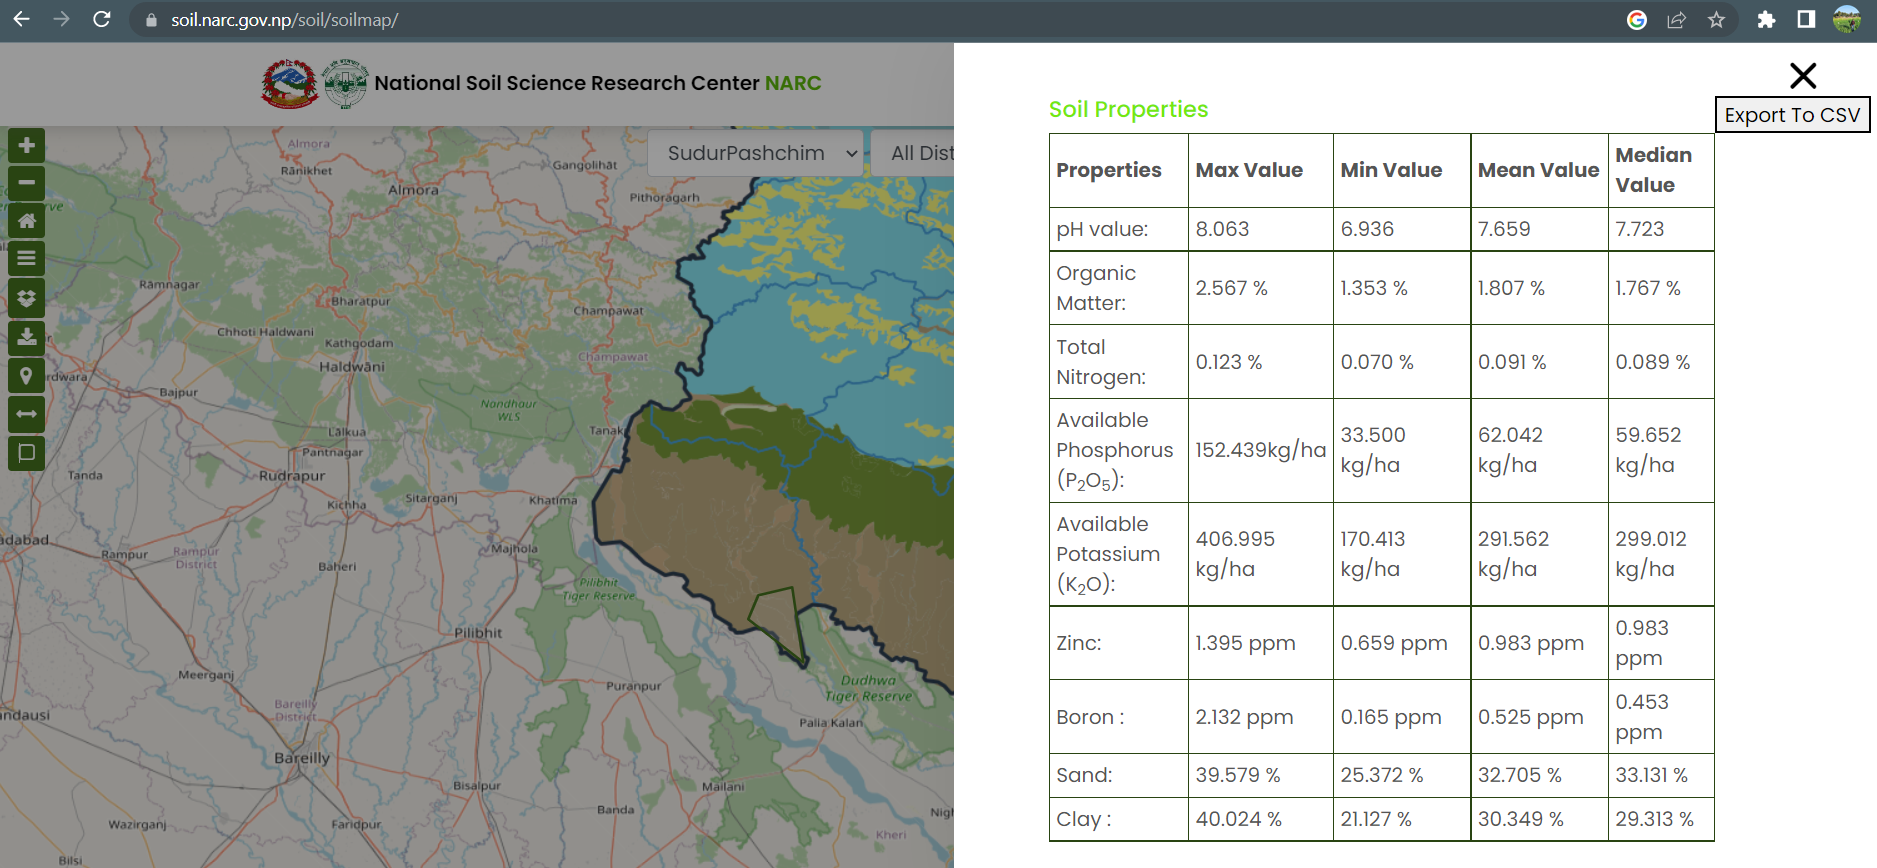 soil.narc.gov.np/soil/soilmap/
National Soil Science Research Center NARC
SudurPashchim
All Dist
Almora
Rānikhet
Almora
Gangolihāt
Pithoragarh
Rāmnagar
Bharatpur
Champawat
Chhoti Haldwani
Kathgodam
Champawat
Haldwāni
Bajpur
Nondhaur
WLS
Lālkua
Tanak
Pantnagar
Tanda
Rudrapur
Kichha
Sitarganj
Khatima
adabad
Rampur
Rampur
District
Majhola
Baheri
Pilibhit
Tiger Reserve
Pilibhit
Meerganj
Puranpur
Dudhwa
Tiger Reserve
Bareilly
District
ndausi
Palia Kalan
Bareilly
Bisalpur
Mailani
Banda
Nigh
Wazirganj
Faridpur
Kheri
Bilsi
Export To CSV
Soil Properties
Properties Max Value Min Value Mean Value Median Value
pH value: 8.063 6.936 7.659 7.723
Organic Matter: 2.567 % 1.353 % 1.807 % 1.767 %
Total Nitrogen: 0.123 % 0.070 % 0.091 % 0.089 %
Available Phosphorus (P₂O₅): 152.439kg/ha 33.500 kg/ha 62.042 kg/ha 59.652 kg/ha
Available Potassium (K₂O): 406.995 kg/ha 170.413 kg/ha 291.562 kg/ha 299.012 kg/ha
Zinc: 1.395 ppm 0.659 ppm 0.983 ppm 0.983 ppm
Boron : 2.132 ppm 0.165 ppm 0.525 ppm 0.453 ppm
Sand: 39.579 % 25.372 % 32.705 % 33.131 %
Clay : 40.024 % 21.127 % 30.349 % 29.313 %